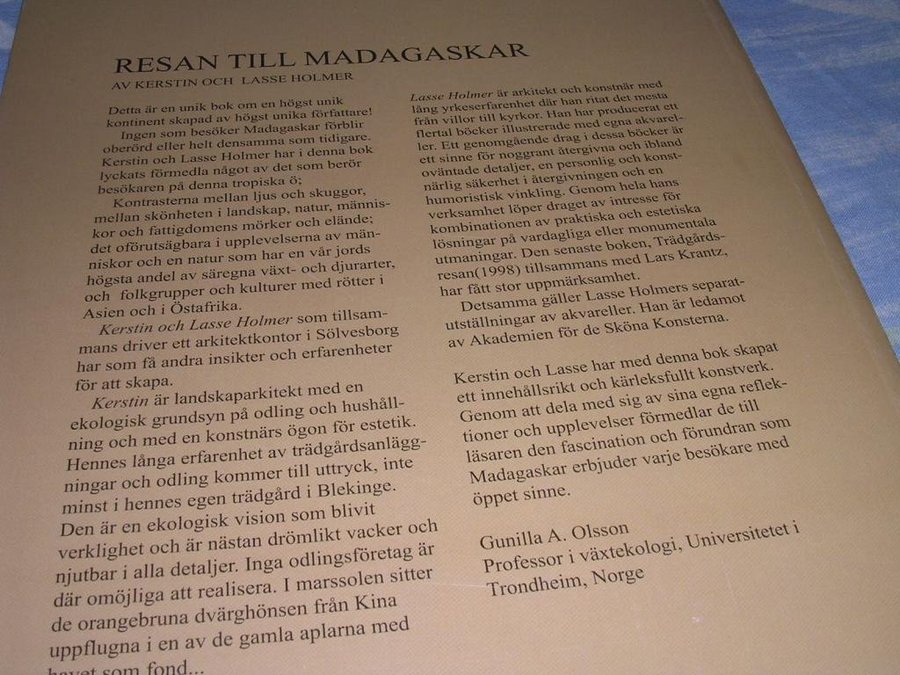 RESAN TILL MADAGASKAR
AV KERSTIN OCH LASSE HOLMER
Detta är en unik bok om en högst unik
kontinent skapad av högst unika författare!
Ingen som besöker Madagaskar förblir
oberörd eller helt densamma som tidigare.
Kerstin och Lasse Holmer har i denna bok
lyckats förmedla något av det som berör
besökaren på denna tropiska ö;
Kontrasterna mellan ljus och skuggor,
mellan skönheten i landskap, natur, männis-
kor och fattigdomens mörker och elände;
det oförutsägbara i upplevelserna av män-
niskor och en natur som har en vår jords
högsta andel av säregna växt- och djurarter,
och folkgrupper och kulturer med rötter i
Asien och i Östafrika.
Kerstin och Lasse Holmer som tillsam-
mans driver ett arkitektkontor i Sölvesborg
har som få andra insikter och erfarenheter
för att skapa.
Kerstin är landskaparkitekt med en
ekologisk grundsyn på odling och hushåll-
ning och med en konstnärs ögon för estetik.
Hennes långa erfarenhet av trädgårdsanlägg-
ningar och odling kommer till uttryck, inte
minst i hennes egen trädgård i Blekinge.
Den är en ekologisk vision som blivit
verklighet och är nästan drömlikt vacker och
njutbar i alla detaljer. Inga odlingsföretag är
där omöjliga att realisera. I marssolen sitter
de orangebruna dvärghönsen från Kina
uppflugna i en av de gamla aplarna med
havet som fond...
Lasse Holmer är arkitekt och konstnär med
lång yrkeserfarenhet där han ritat det mesta
från villor till kyrkor. Han har producerat ett
flertal böcker illustrerade med egna akvarel-
ler. Ett genomgående drag i dessa böcker är
ett sinne för noggrant återgivna och ibland
oväntade detaljer, en personlig och konst-
närlig säkerhet i återgivningen och en
humoristisk vinkling. Genom hela hans
verksamhet löper draget av intresse för
kombinationen av praktiska och estetiska
lösningar på vardagliga eller monumentala
utmaningar. Den senaste boken, Trädgårds-
resan(1998) tillsammans med Lars Krantz,
har fått stor uppmärksamhet.
Detsamma gäller Lasse Holmers separat-
utställningar av akvareller. Han är ledamot
av Akademien för de Sköna Konsterna.
Kerstin och Lasse har med denna bok skapat
ett innehållsrikt och kärleksfullt konstverk.
Genom att dela med sig av sina egna reflek-
tioner och upplevelser förmedlar de till
läsaren den fascination och förundran som
Madagaskar erbjuder varje besökare med
öppet sinne.
Gunilla A. Olsson
Professor i växtekologi, Universitetet i
Trondheim, Norge